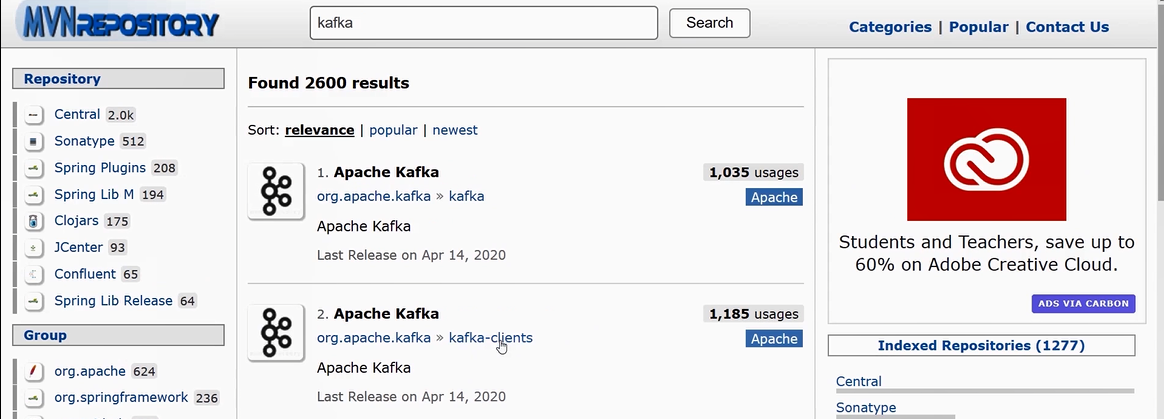 MVNREPOSITORY
kafka
Search
Categories | Popular | Contact Us
Repository
Central 2.0k
Sonatype 512
Spring Plugins 208
Spring Lib M 194
Clojars 175
JCenter 93
Confluent 65
Spring Lib Release 64
Group
org.apache 624
org.springframework 236
Found 2600 results
Sort: relevance | popular | newest
1. Apache Kafka
1,035 usages
org.apache.kafka » kafka
Apache
Apache Kafka
Last Release on Apr 14, 2020
2. Apache Kafka
1,185 usages
org.apache.kafka » kafka-clients
Apache
Apache Kafka
Last Release on Apr 14, 2020
Students and Teachers, save up to
60% on Adobe Creative Cloud.
ADS VIA CARBON
Indexed Repositories (1277)
Central
Sonatype